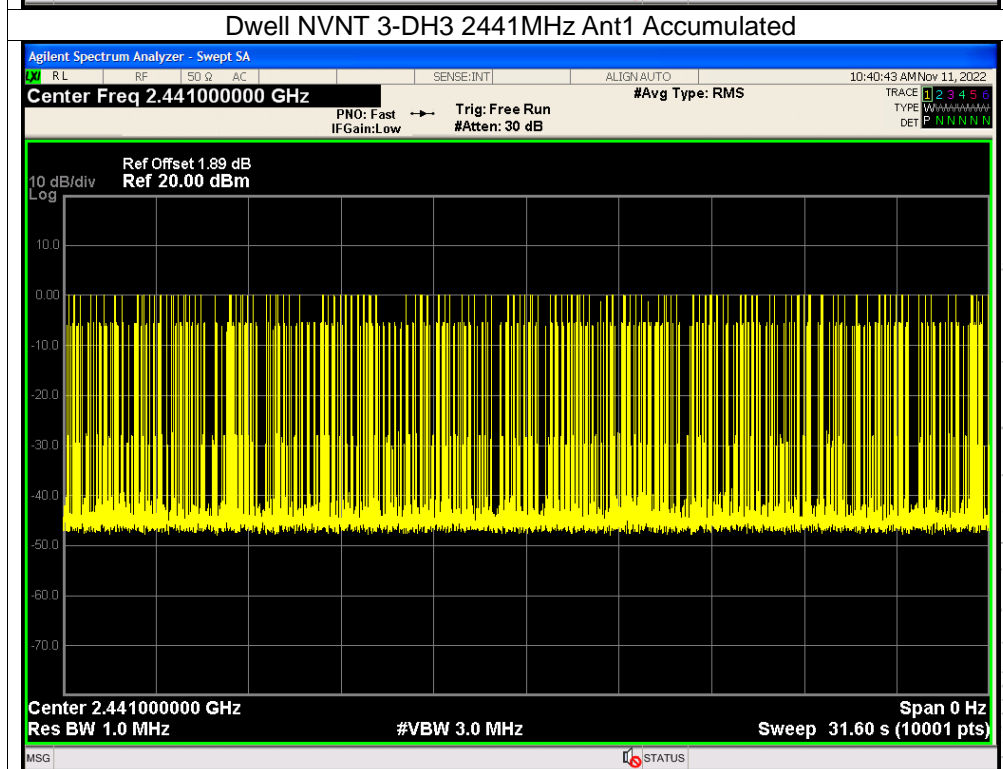 Dwell NVNT 3-DH3 2441MHz Ant1 Accumulated
Agilent Spectrum Analyzer - Swept SA
LXI RL RF 50 Ω AC SENSE:INT ALIGN AUTO 10:40:43 AM Nov 11, 2022
Center Freq 2.441000000 GHz #Avg Type: RMS TRACE 1 2 3 4 5 6
PNO: Fast Trig: Free Run TYPE
IFGain:Low #Atten: 30 dB DET P N N N N N
Ref Offset 1.89 dB
10 dB/div Ref 20.00 dBm
Log
10.0
0.00
-10.0
-20.0
-30.0
-40.0
-50.0
-60.0
-70.0
Center 2.441000000 GHz Span 0 Hz
Res BW 1.0 MHz #VBW 3.0 MHz Sweep 31.60 s (10001 pts)
MSG STATUS